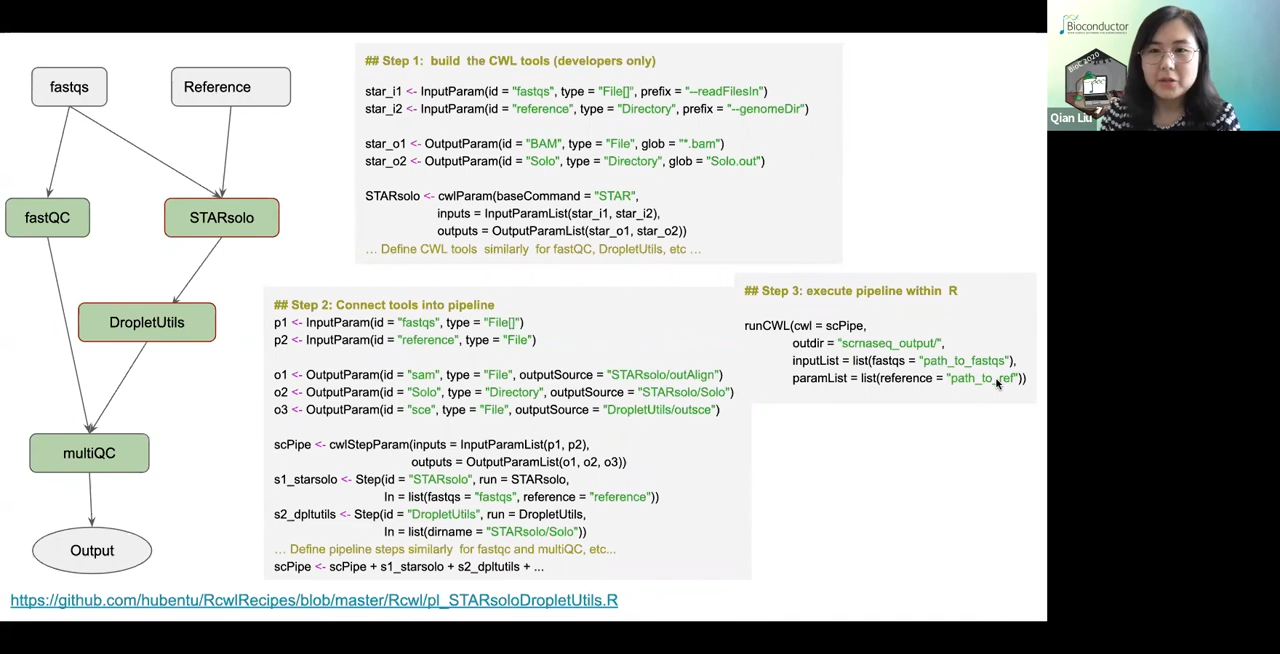 fastqs
Reference
fastQC
STARsolo
DropletUtils
multiQC
Output
## Step 1: build the CWL tools (developers only)
star_i1 <- InputParam(id = "fastqs", type = "File[]", prefix = "--readFilesIn")
star_i2 <- InputParam(id = "reference", type = "Directory", prefix = "--genomeDir")
star_o1 <- OutputParam(id = "BAM", type = "File", glob = "*.bam")
star_o2 <- OutputParam(id = "Solo", type = "Directory", glob = "Solo.out")
STARsolo <- cwlParam(baseCommand = "STAR",
inputs = InputParamList(star_i1, star_i2),
outputs = OutputParamList(star_o1, star_o2))
... Define CWL tools similarly for fastQC, DropletUtils, etc ...
## Step 2: Connect tools into pipeline
p1 <- InputParam(id = "fastqs", type = "File[]")
p2 <- InputParam(id = "reference", type = "File")
o1 <- OutputParam(id = "sam", type = "File", outputSource = "STARsolo/outAlign")
o2 <- OutputParam(id = "Solo", type = "Directory", outputSource = "STARsolo/Solo")
o3 <- OutputParam(id = "sce", type = "File", outputSource = "DropletUtils/outsce")
scPipe <- cwlStepParam(inputs = InputParamList(p1, p2),
outputs = OutputParamList(o1, o2, o3))
s1_starsolo <- Step(id = "STARsolo", run = STARsolo,
In = list(fastqs = "fastqs", reference = "reference"))
s2_dpltutils <- Step(id = "DropletUtils", run = DropletUtils,
In = list(dirname = "STARsolo/Solo"))
... Define pipeline steps similarly for fastqc and multiQC, etc...
scPipe <- scPipe + s1_starsolo + s2_dpltutils + ...
## Step 3: execute pipeline within R
runCWL(cwl = scPipe,
outdir = "scrnaseq_output/",
inputList = list(fastqs = "path_to_fastqs"),
paramList = list(reference = "path_to_ref"))
https://github.com/hubentu/RcwlRecipes/blob/master/Rcwl/pl_STARsoloDropletUtils.R
Bioconductor
BioC 2020
Qian Liu